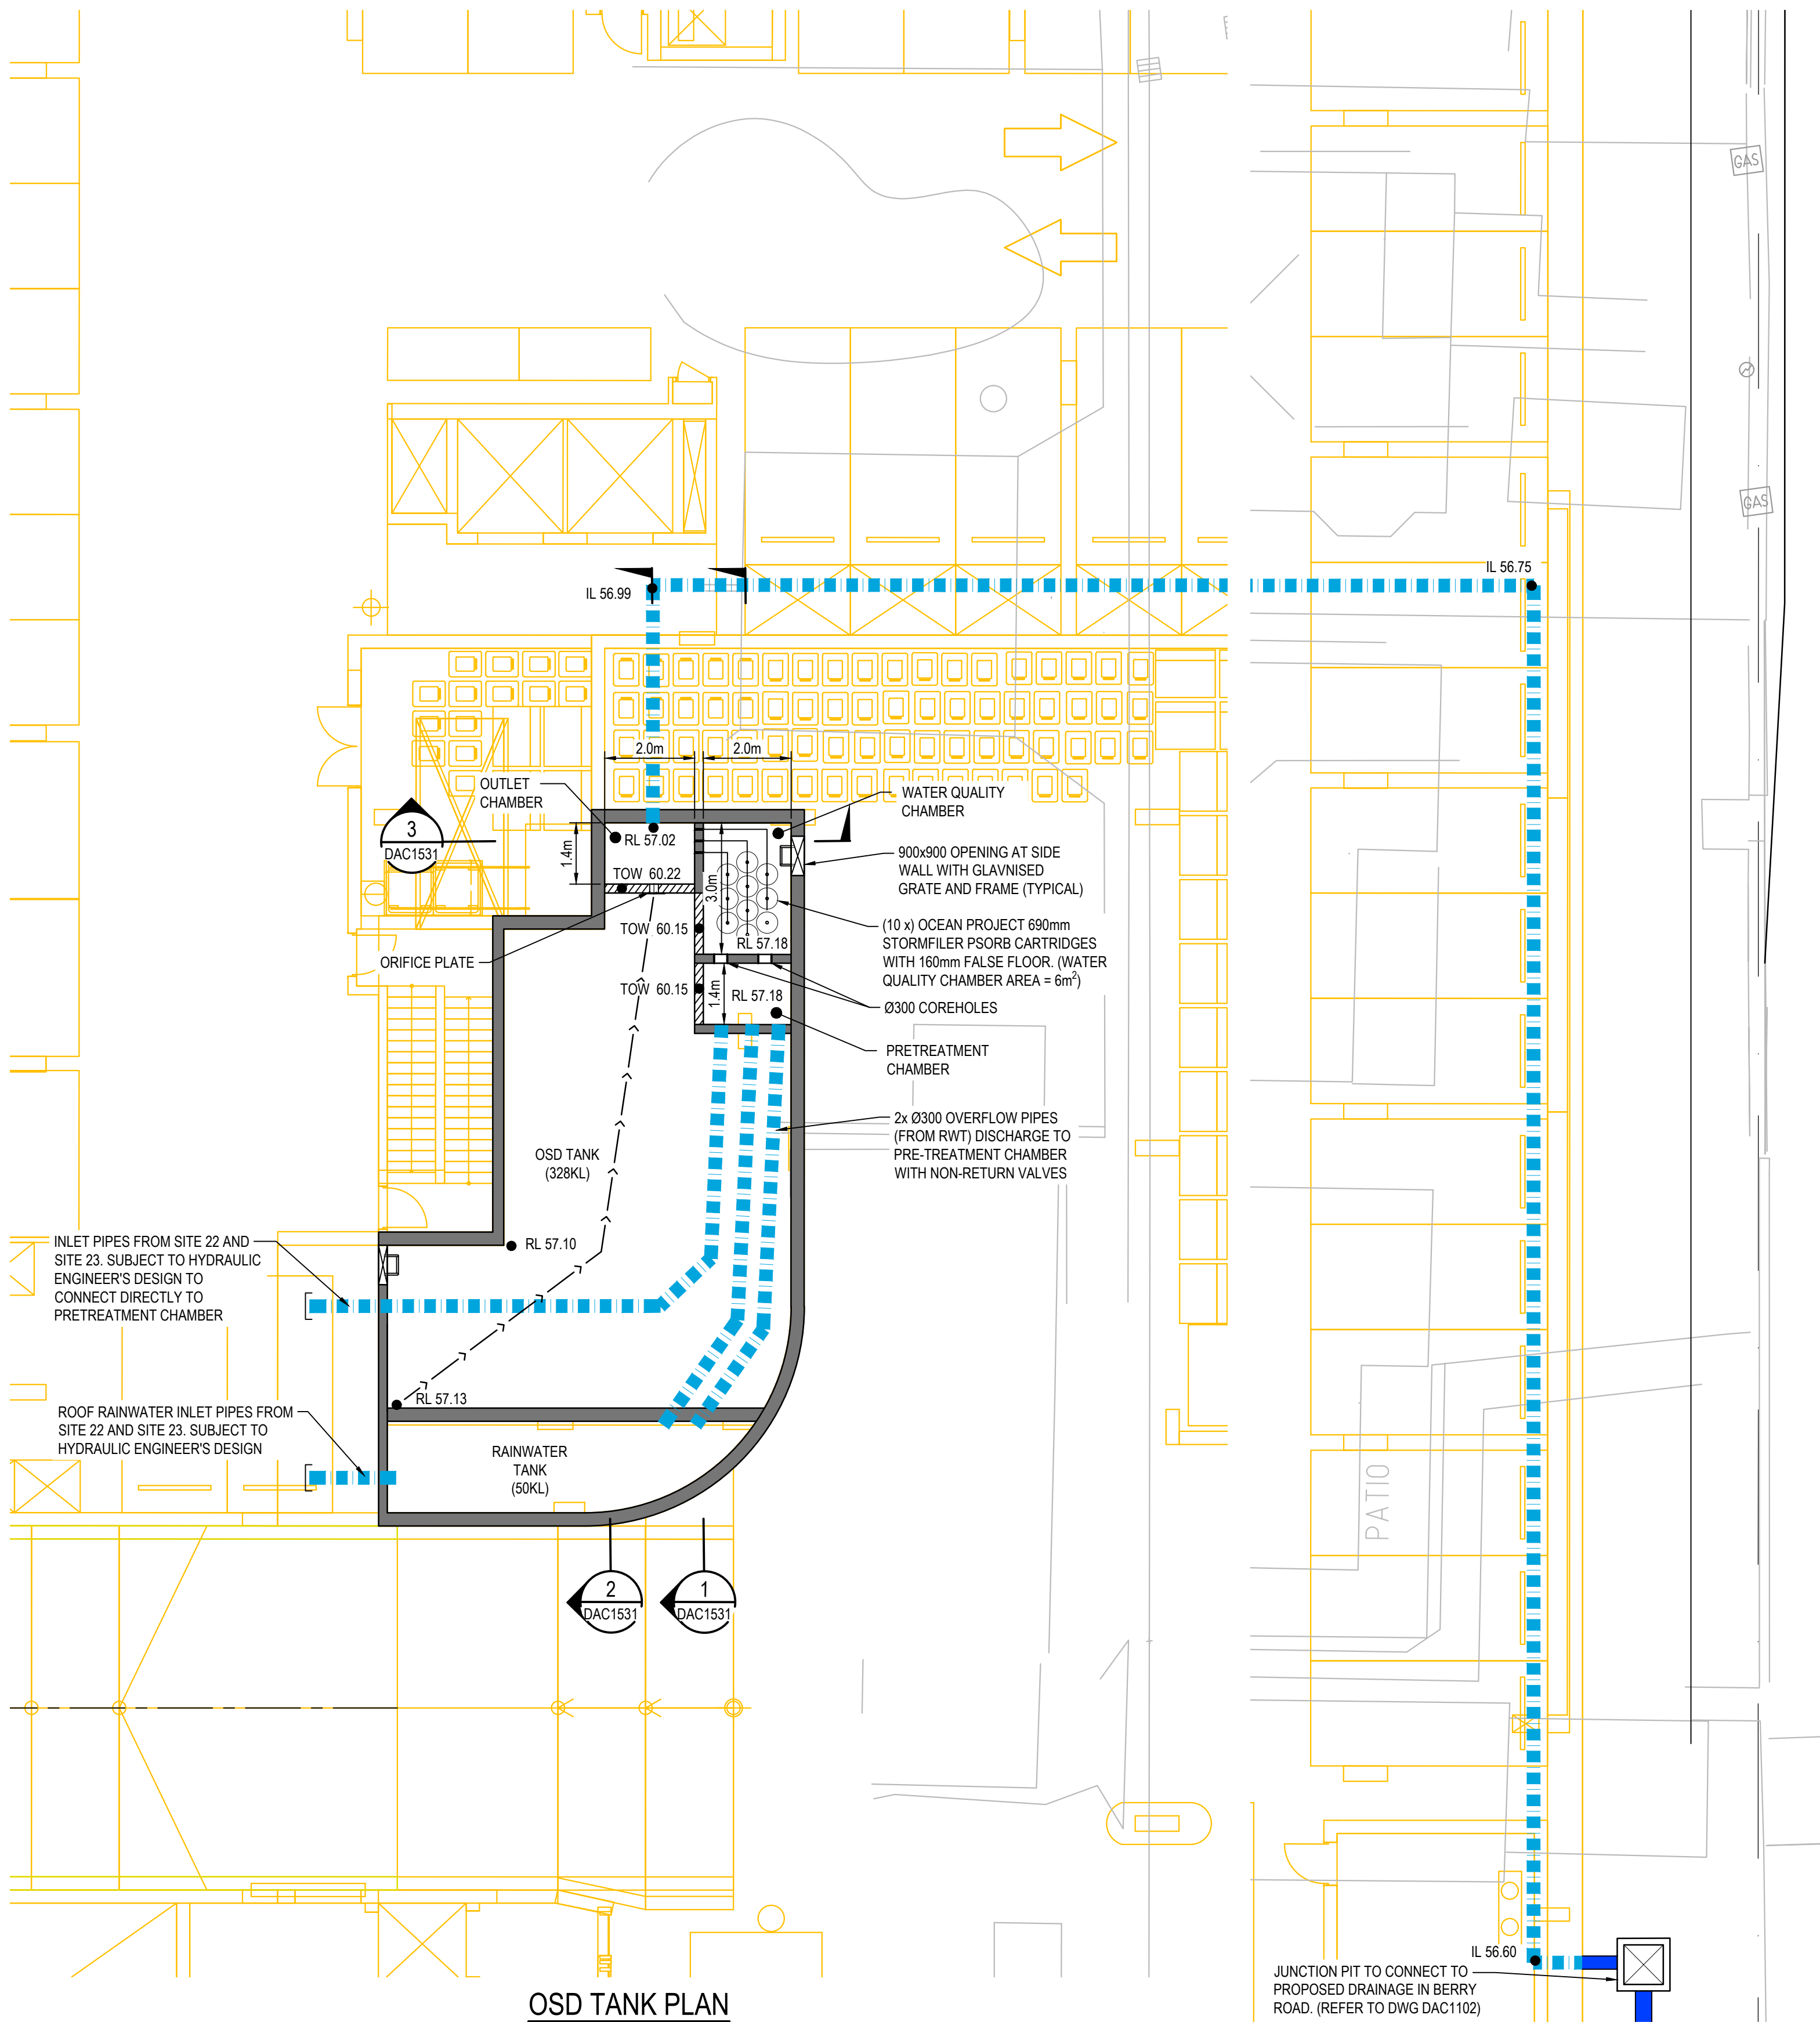 GAS
GAS
IL 56.75
IL 56.99
2.0m
2.0m
OUTLET
CHAMBER
WATER QUALITY
CHAMBER
3
DAC1531
RL 57.02
1.4m
900x900 OPENING AT SIDE
WALL WITH GLAVNISED
GRATE AND FRAME (TYPICAL)
TOW 60.22
3.0m
TOW 60.15
RL 57.18
(10 x) OCEAN PROJECT 690mm
STORMFILER PSORB CARTRIDGES
WITH 160mm FALSE FLOOR. (WATER
QUALITY CHAMBER AREA = 6m²)
ORIFICE PLATE
TOW 60.15
1.4m
RL 57.18
Ø300 COREHOLES
PRETREATMENT
CHAMBER
2x Ø300 OVERFLOW PIPES
(FROM RWT) DISCHARGE TO
PRE-TREATMENT CHAMBER
WITH NON-RETURN VALVES
OSD TANK
(328KL)
INLET PIPES FROM SITE 22 AND
SITE 23. SUBJECT TO HYDRAULIC
ENGINEER'S DESIGN TO
CONNECT DIRECTLY TO
PRETREATMENT CHAMBER
RL 57.10
RL 57.13
ROOF RAINWATER INLET PIPES FROM
SITE 22 AND SITE 23. SUBJECT TO
HYDRAULIC ENGINEER'S DESIGN
RAINWATER
TANK
(50KL)
PATIO
2
DAC1531
1
DAC1531
IL 56.60
JUNCTION PIT TO CONNECT TO
PROPOSED DRAINAGE IN BERRY
ROAD. (REFER TO DWG DAC1102)
OSD TANK PLAN